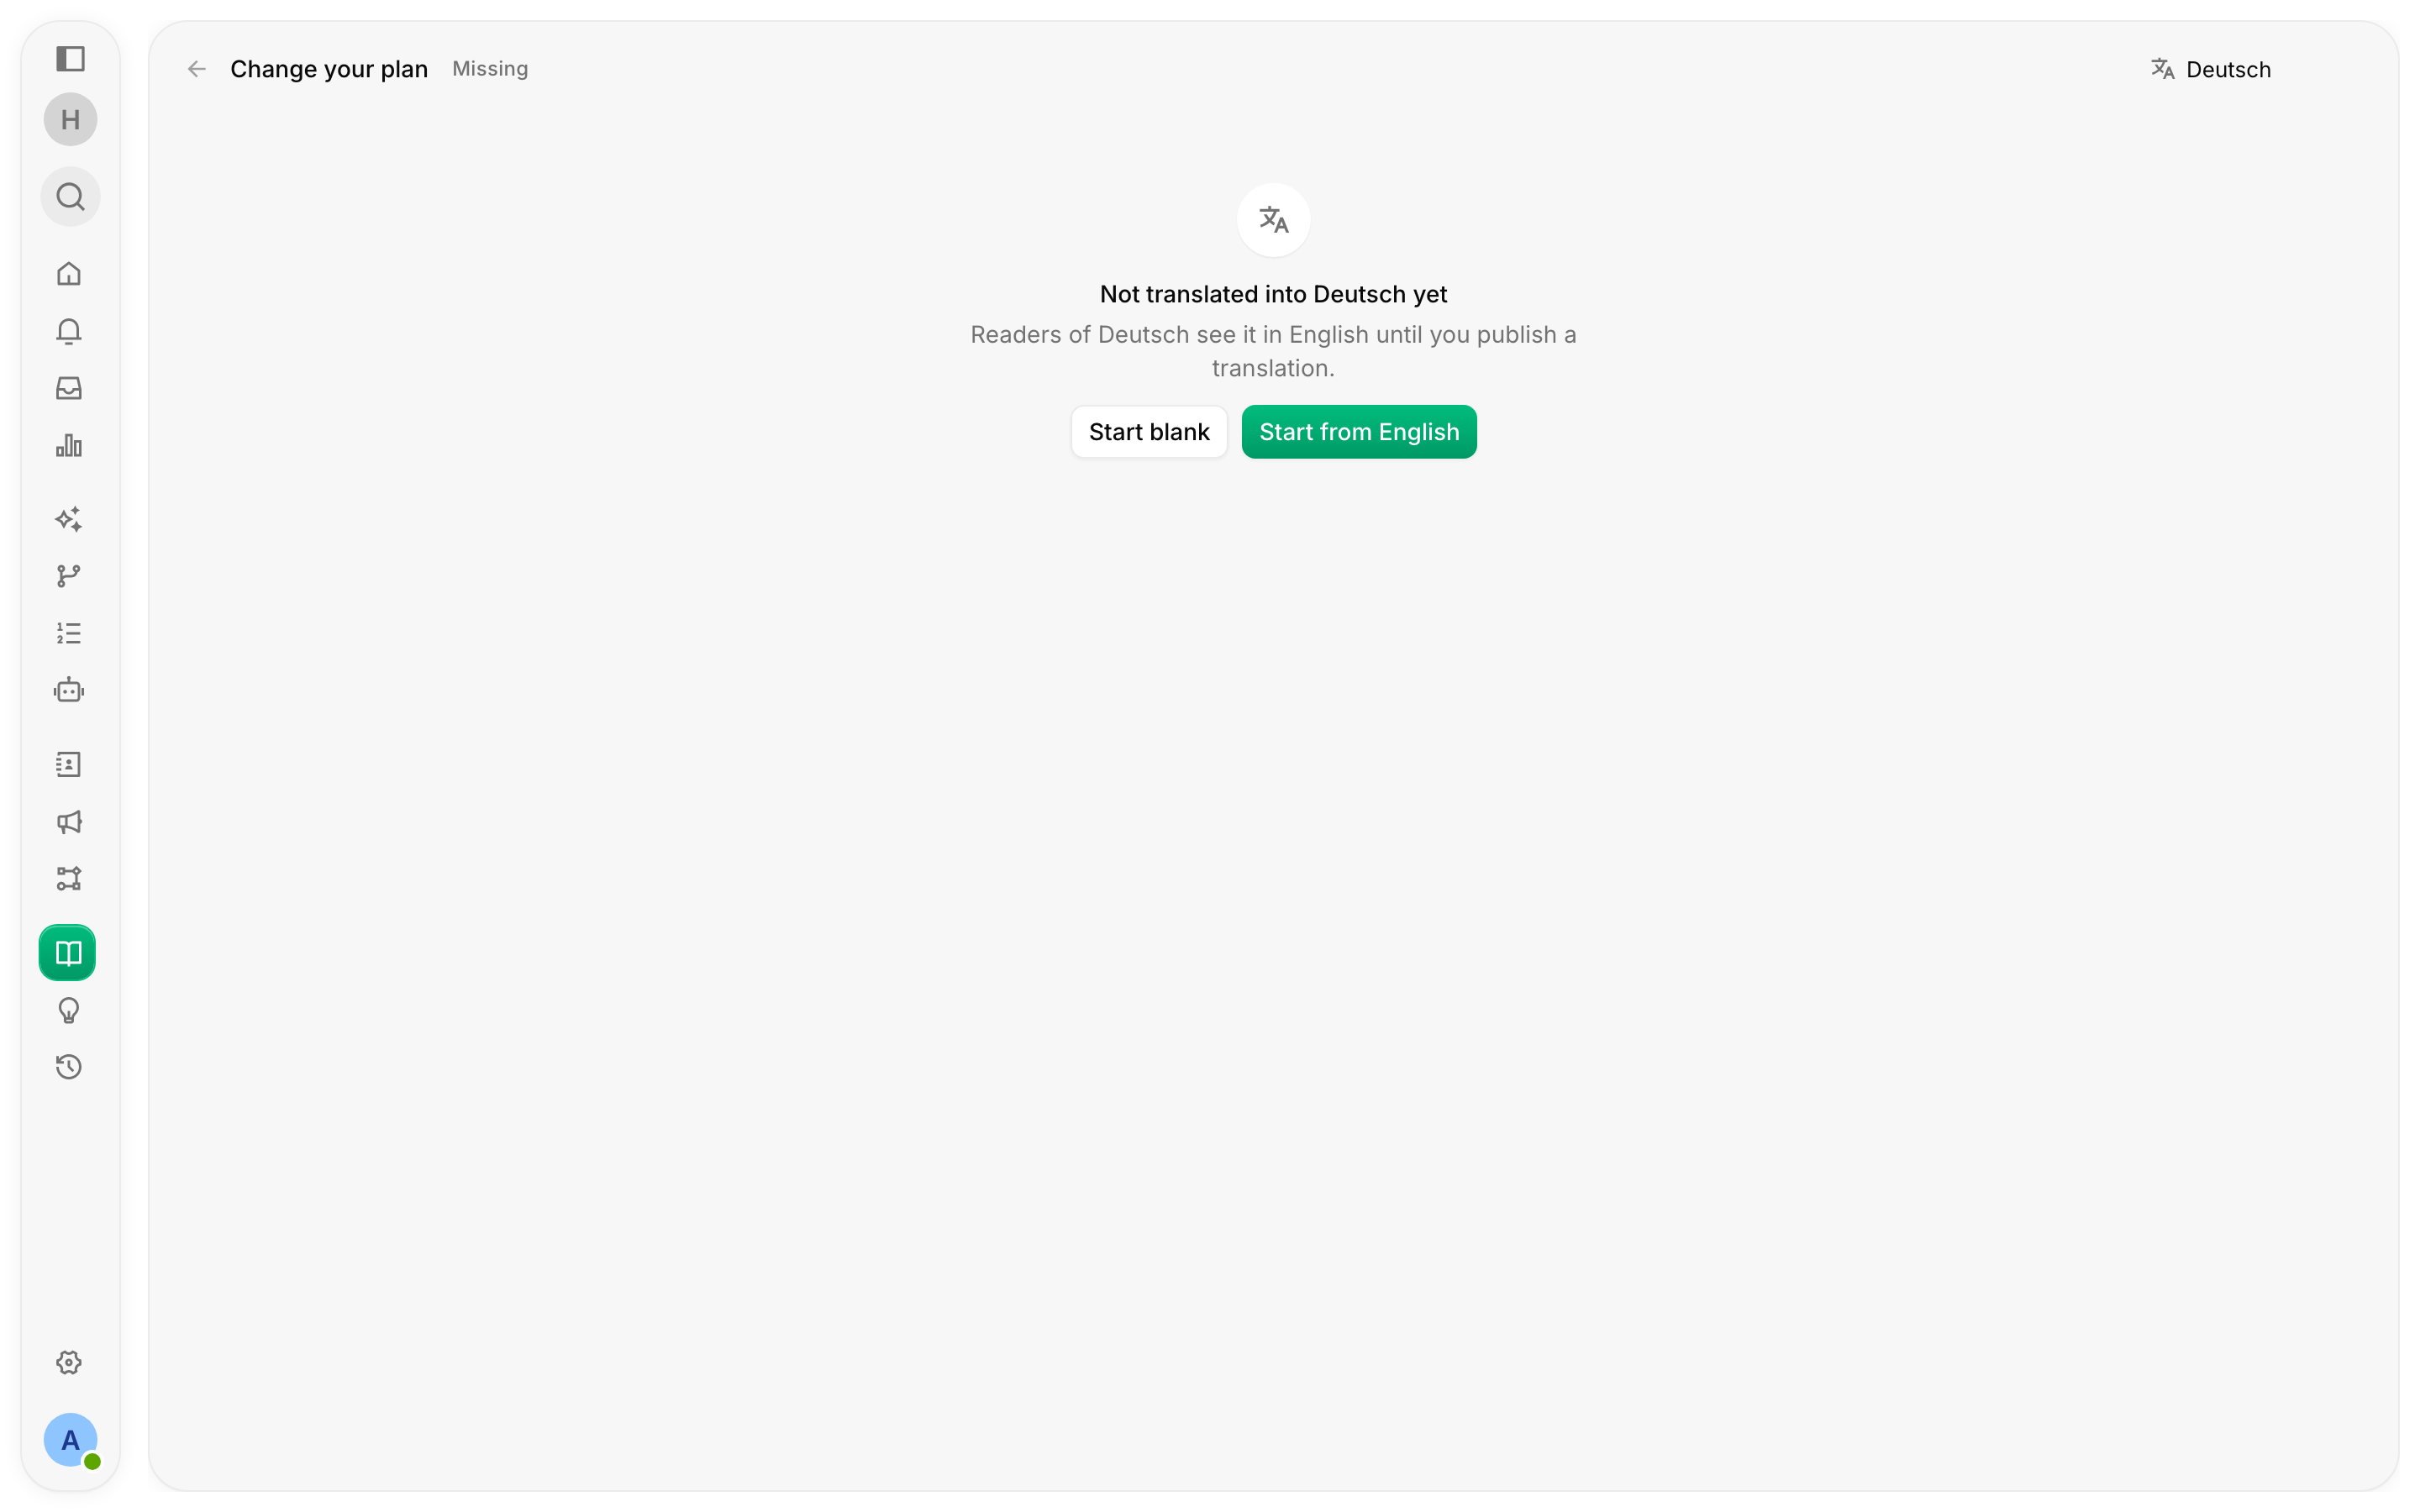 H
Change your plan
Missing
Deutsch
Not translated into Deutsch yet
Readers of Deutsch see it in English until you publish a
translation.
Start blank
Start from English
A